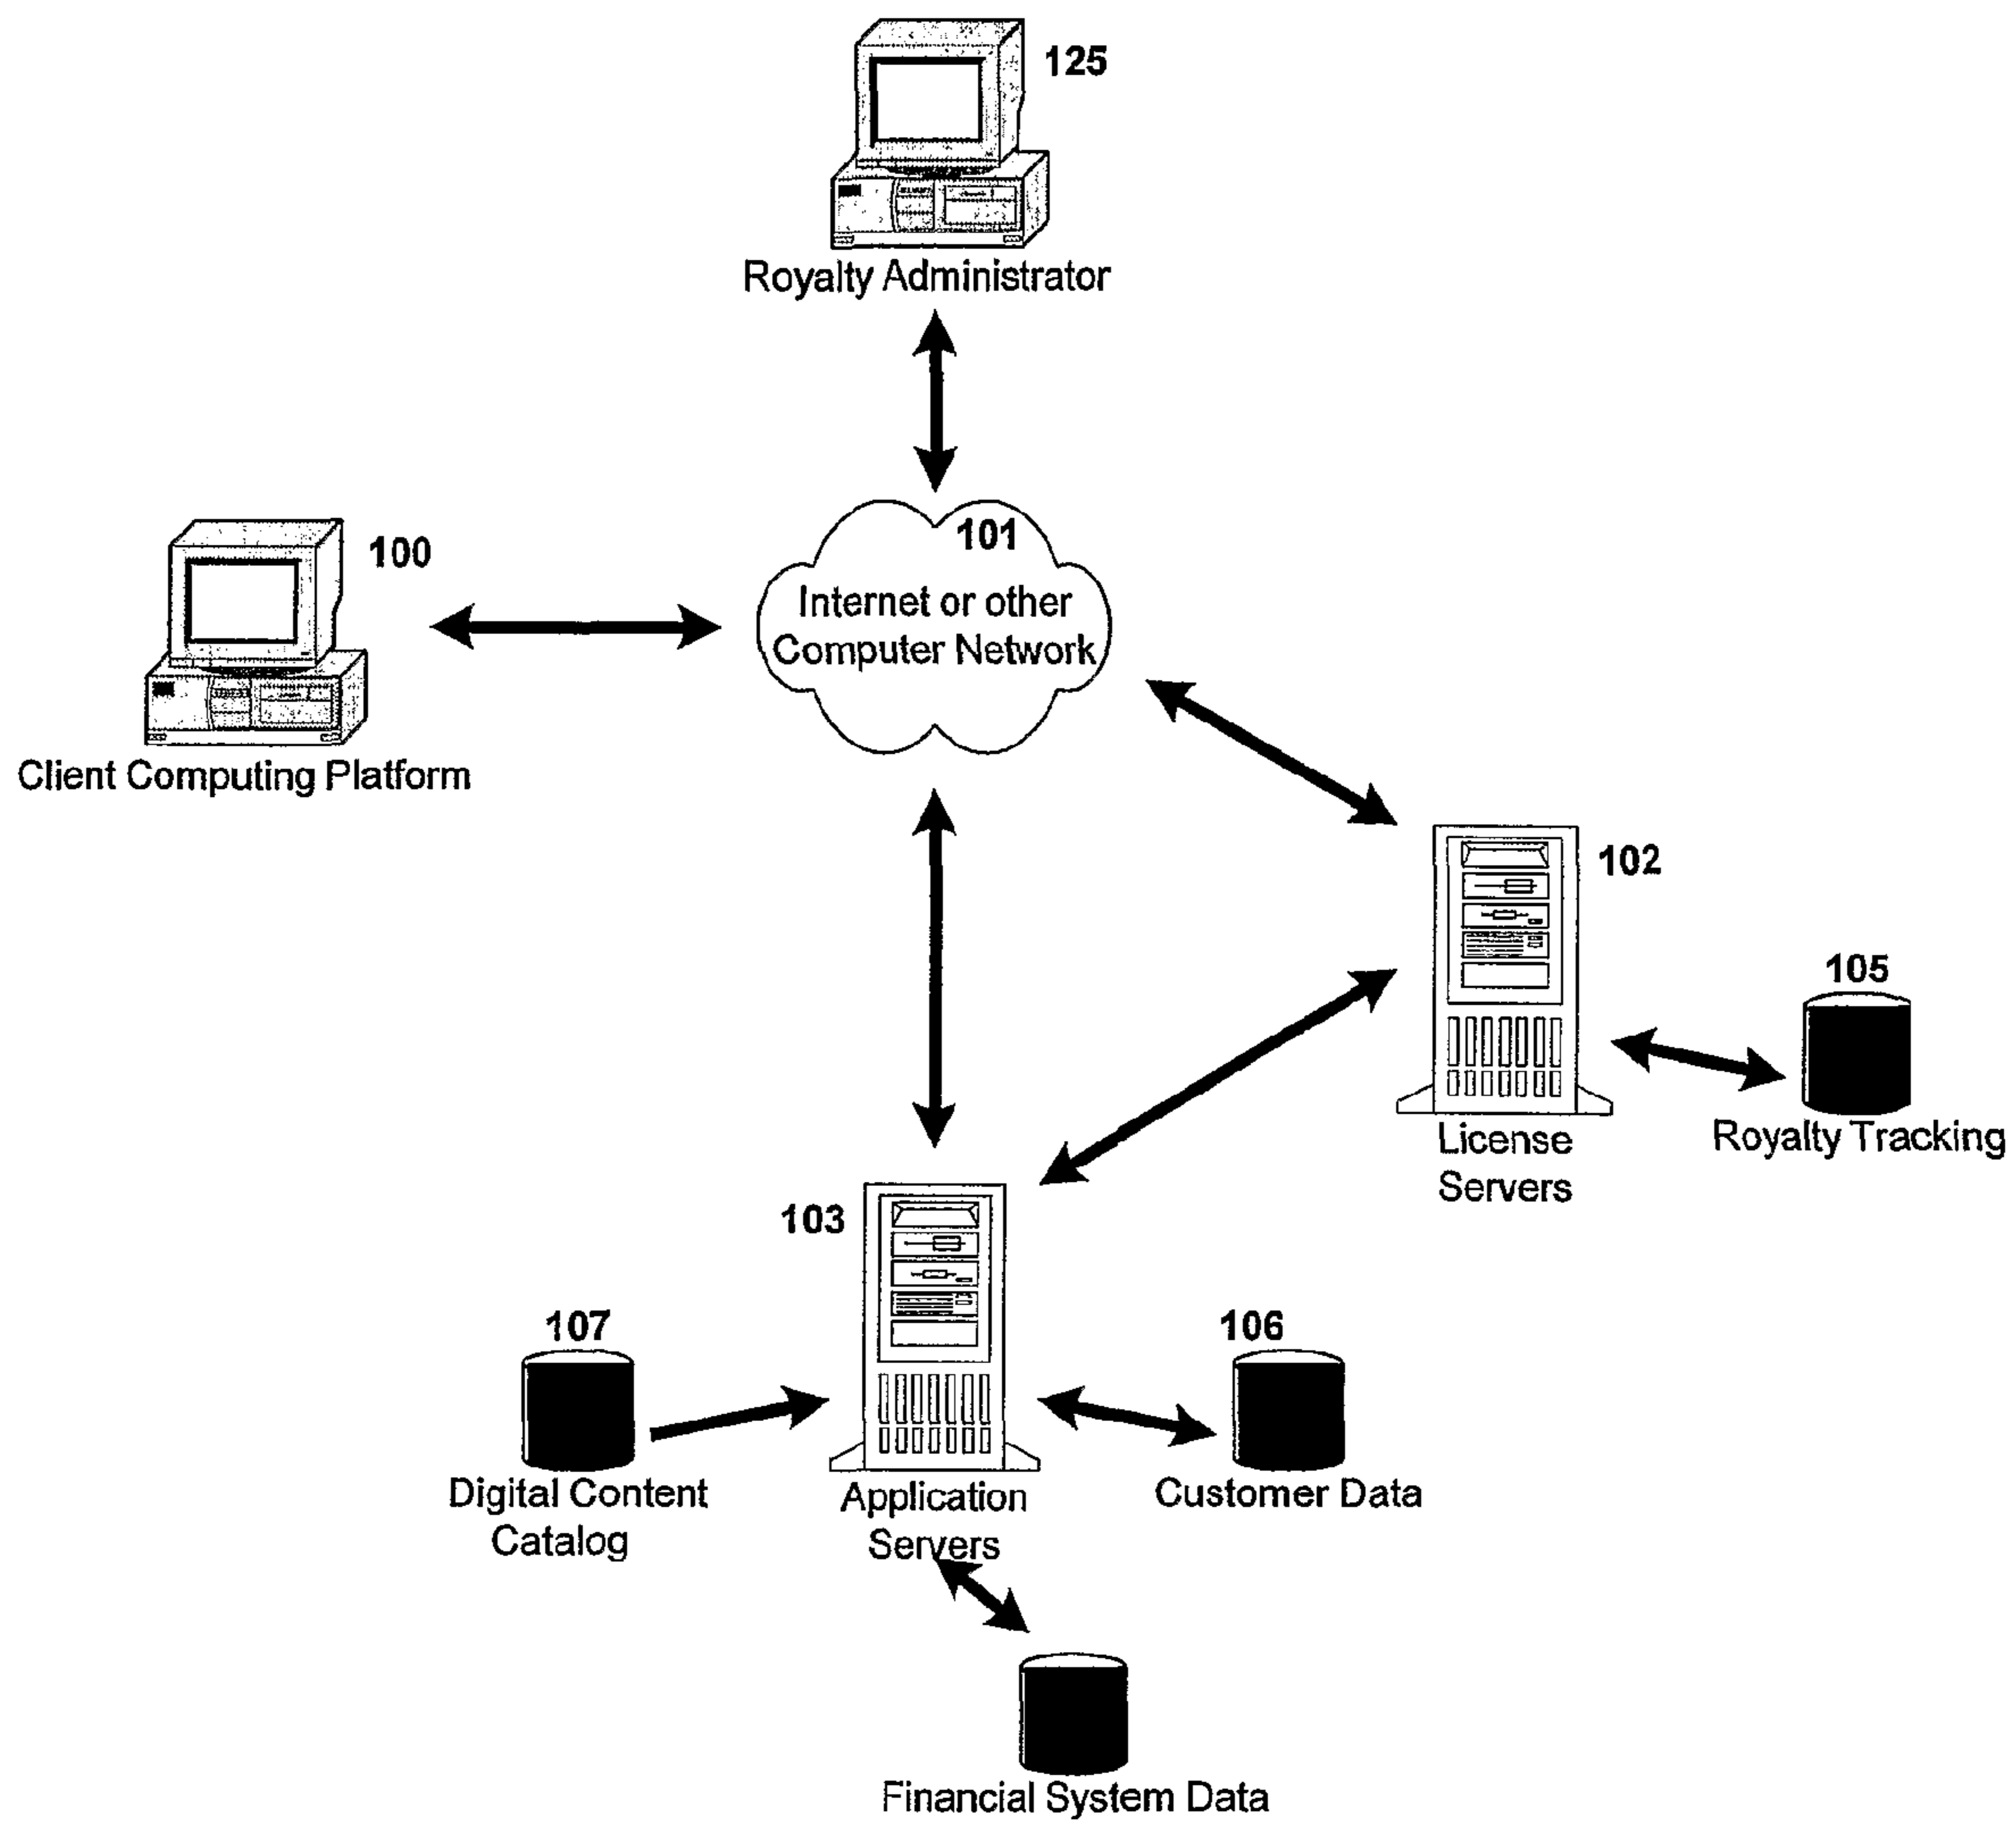 125
Royalty Administrator
101
Internet or other
Computer Network
100
Client Computing Platform
102
License
Servers
105
Royalty Tracking
103
Application
Servers
107
Digital Content
Catalog
106
Customer Data
Financial System Data